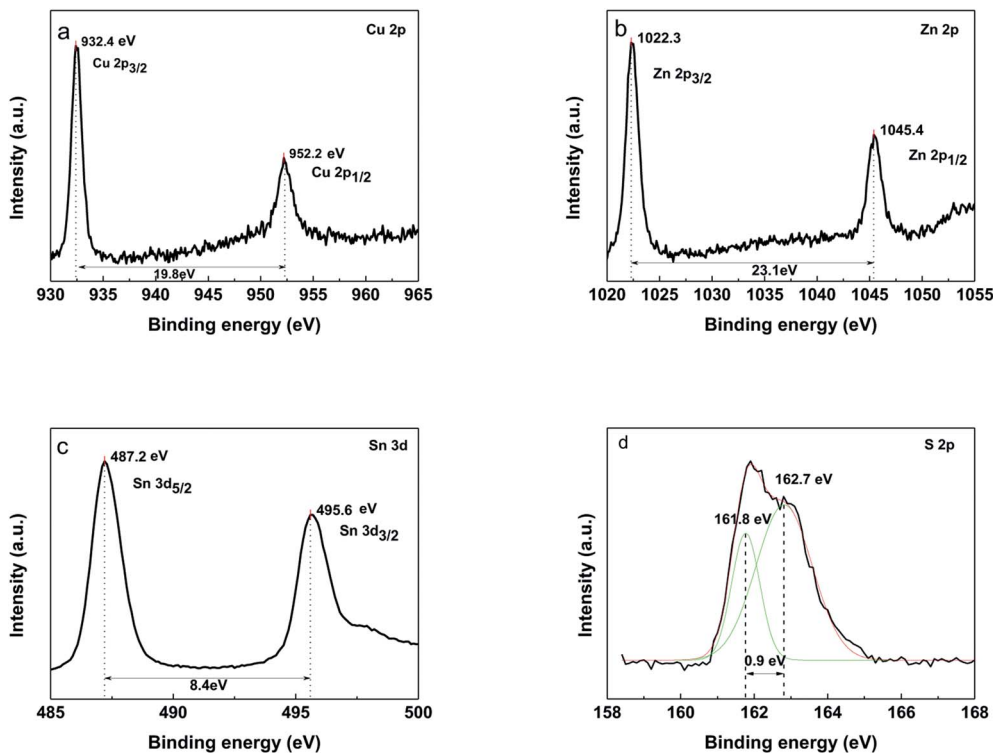 a
Cu 2p
932.4 eV
Cu 2p3/2
952.2 eV
Cu 2p1/2
19.8eV
930 935 940 945 950 955 960 965
Binding energy (eV)
Intensity (a.u.)
b
Zn 2p
1022.3
Zn 2p3/2
1045.4
Zn 2p1/2
23.1eV
1020 1025 1030 1035 1040 1045 1050 1055
Binding energy (eV)
Intensity (a.u.)
c
Sn 3d
487.2 eV
Sn 3d5/2
495.6 eV
Sn 3d3/2
8.4eV
485 490 495 500
Binding energy (eV)
Intensity (a.u.)
d
S 2p
162.7 eV
161.8 eV
0.9 eV
158 160 162 164 166 168
Binding energy (eV)
Intensity (a.u.)